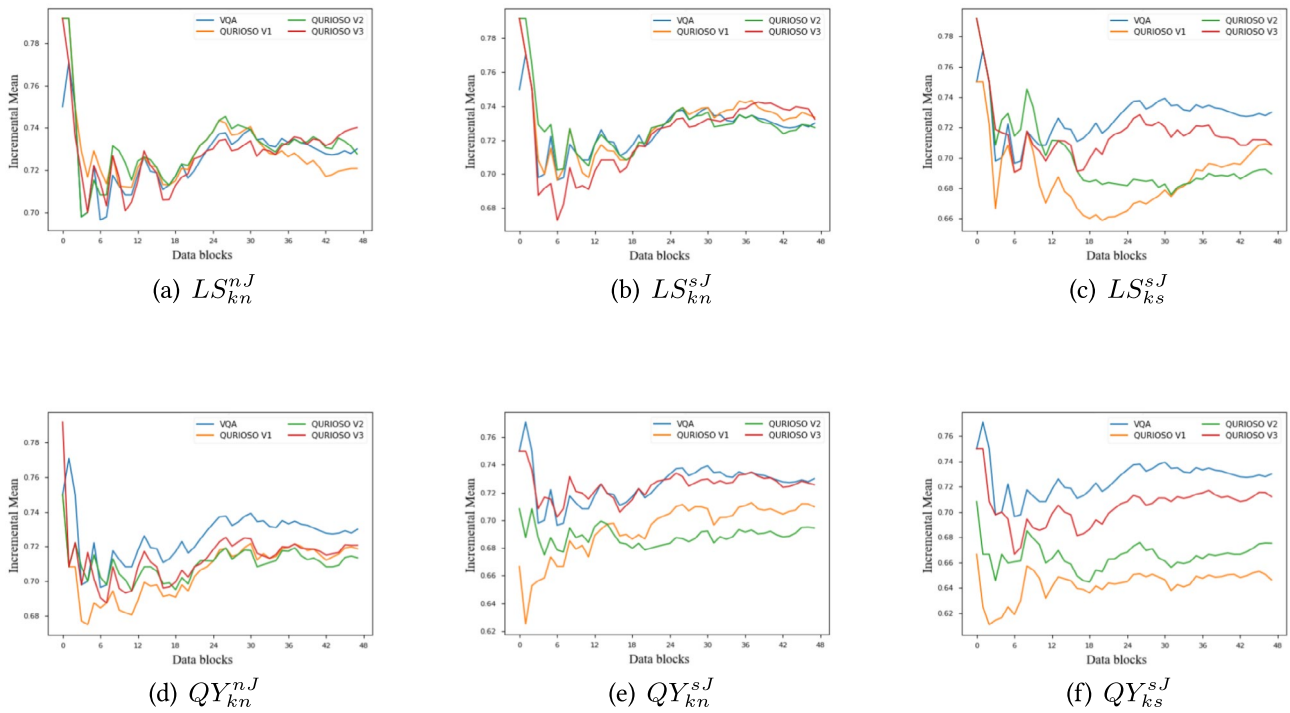 VQA QURIOSO V2
QURIOSO V1 QURIOSO V3
Incremental Mean
0.78
0.76
0.74
0.72
0.70
0 6 12 18 24 30 36 42 48
Data blocks
(a) LS_{kn}^{nJ}
VQA QURIOSO V2
QURIOSO V1 QURIOSO V3
Incremental Mean
0.78
0.76
0.74
0.72
0.70
0.68
0 6 12 18 24 30 36 42 48
Data blocks
(b) LS_{kn}^{sJ}
VQA QURIOSO V2
QURIOSO V1 QURIOSO V3
Incremental Mean
0.78
0.76
0.74
0.72
0.70
0.68
0.66
0 6 12 18 24 30 36 42 48
Data blocks
(c) LS_{ks}^{sJ}
VQA QURIOSO V2
QURIOSO V1 QURIOSO V3
Incremental Mean
0.78
0.76
0.74
0.72
0.70
0.68
0 6 12 18 24 30 36 42 48
Data blocks
(d) QY_{kn}^{nJ}
VQA QURIOSO V2
QURIOSO V1 QURIOSO V3
Incremental Mean
0.76
0.74
0.72
0.70
0.68
0.66
0.64
0.62
0 6 12 18 24 30 36 42 48
Data blocks
(e) QY_{kn}^{sJ}
VQA QURIOSO V2
QURIOSO V1 QURIOSO V3
Incremental Mean
0.76
0.74
0.72
0.70
0.68
0.66
0.64
0.62
0 6 12 18 24 30 36 42 48
Data blocks
(f) QY_{ks}^{sJ}